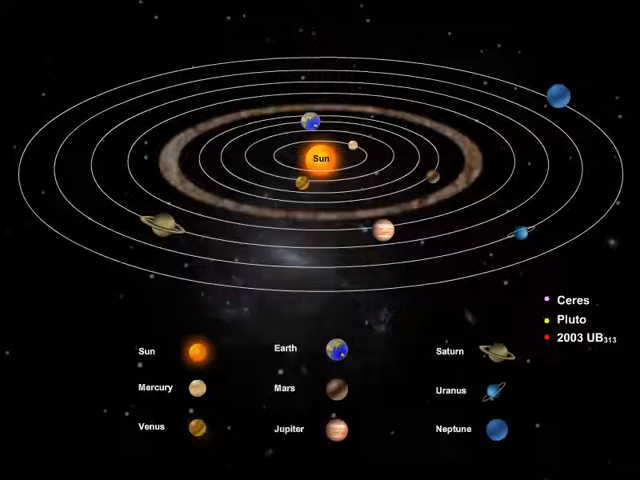 Sun
Ceres
Pluto
2003 UB313
Sun
Earth
Saturn
Mercury
Mars
Uranus
Venus
Jupiter
Neptune